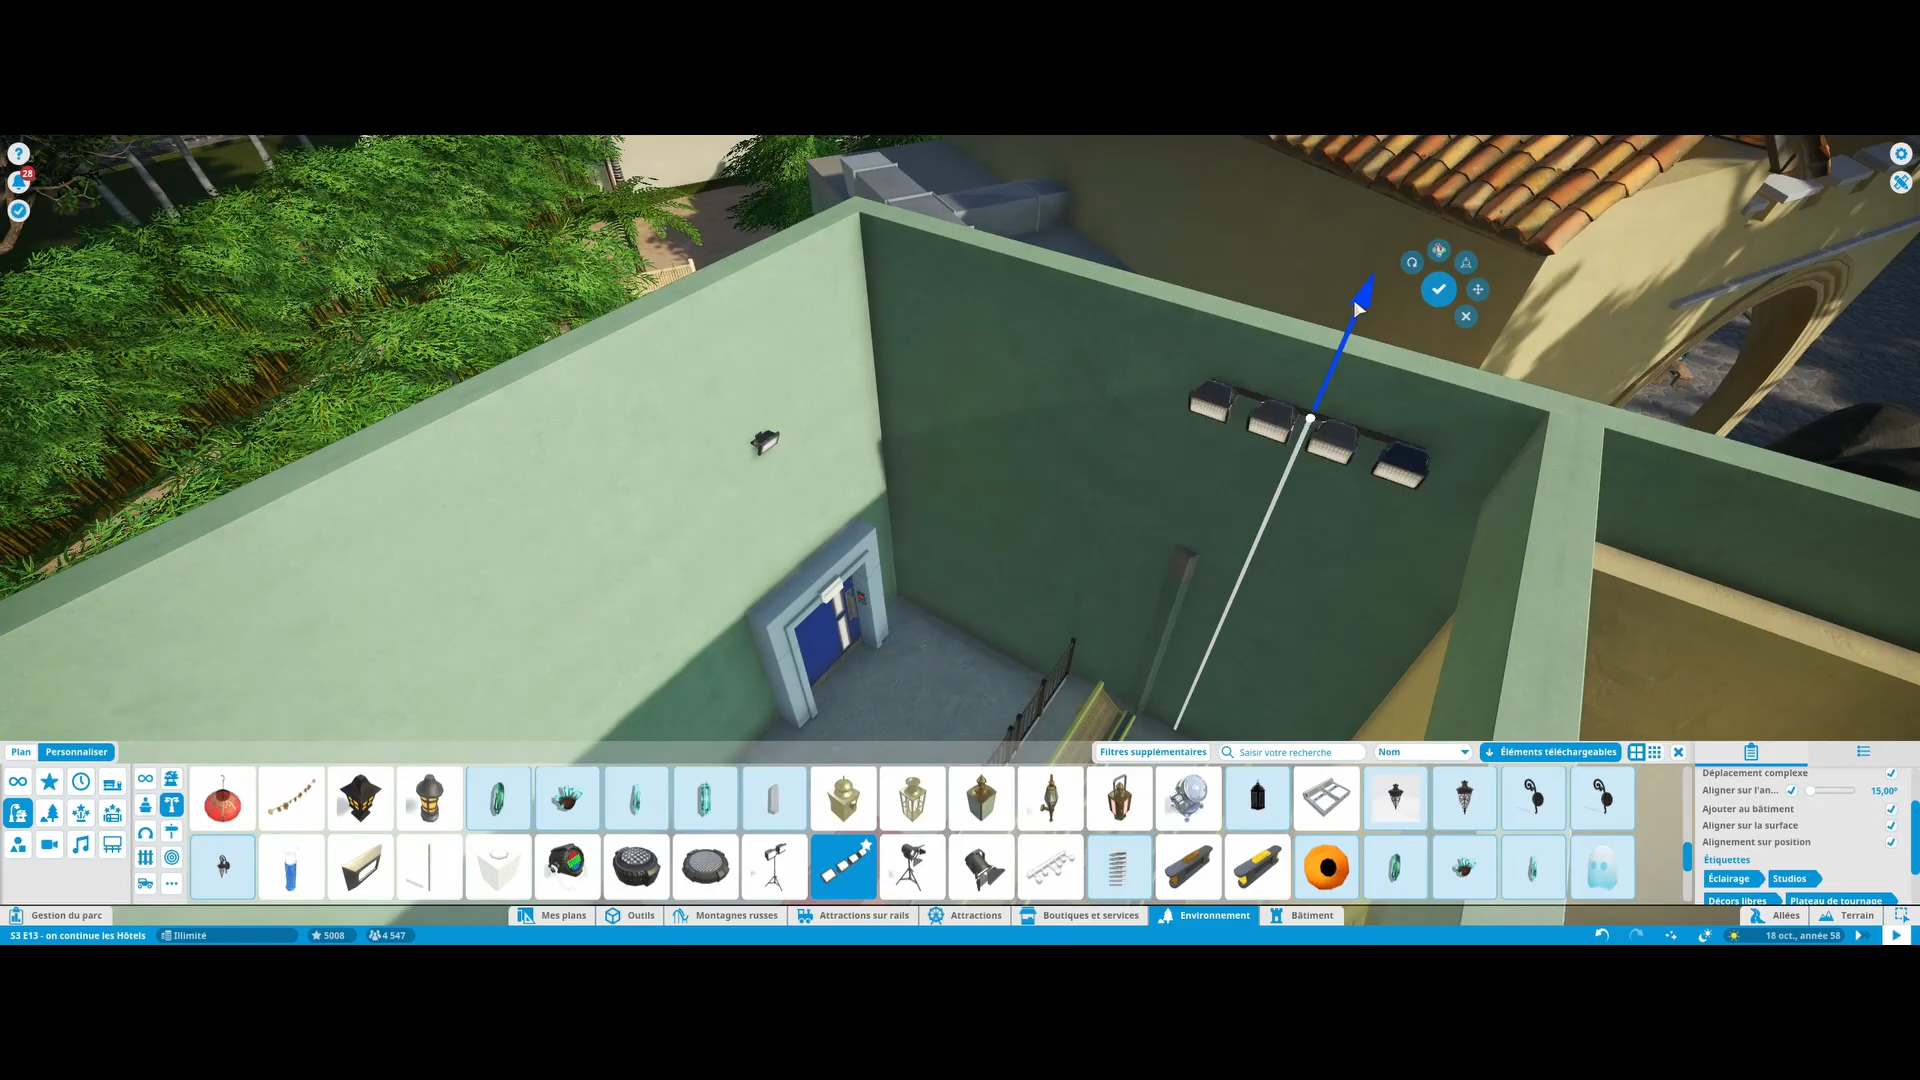 ?
28
Plan
Personnaliser
Filtres supplémentaires
Saisir votre recherche
Nom
Éléments téléchargeables
Déplacement complexe
Aligner sur l'an...
15,00°
Ajouter au bâtiment
Aligner sur la surface
Alignement sur position
Étiquettes
Éclairage
Studios
Décors libres
Plateau de tournage
Gestion du parc
Mes plans
Outils
Montagnes russes
Attractions sur rails
Attractions
Boutiques et services
Environnement
Bâtiment
Allées
Terrain
S3 E13 - on continue les Hôtels
Illimité
5008
4 547
18 oct., année 58